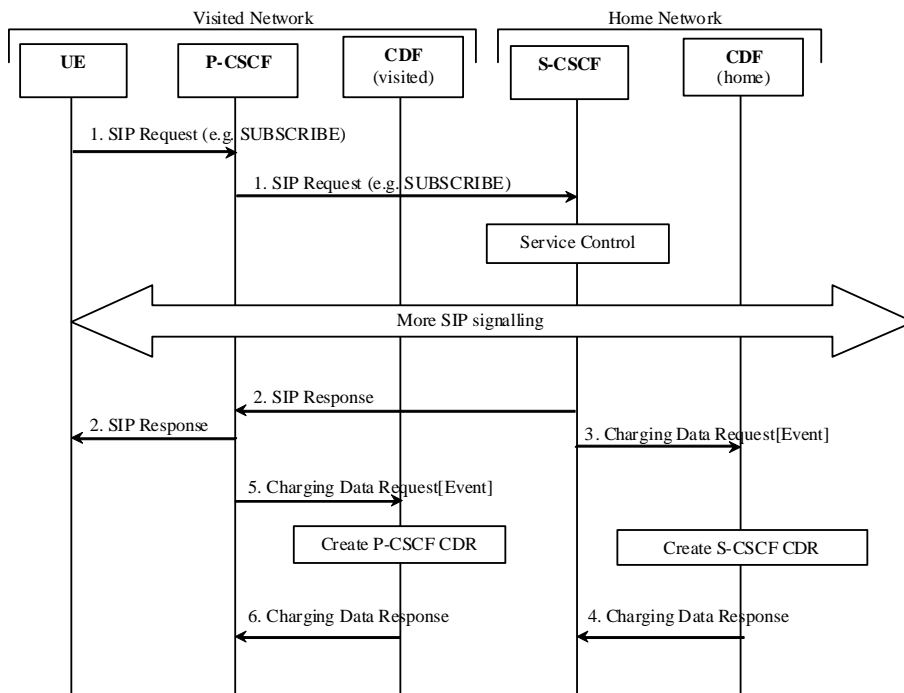 Visited Network
Home Network
UE
P-CSCF
CDF
(visited)
S-CSCF
CDF
(home)
1. SIP Request (e.g. SUBSCRIBE)
1. SIP Request (e.g. SUBSCRIBE)
Service Control
More SIP signalling
2. SIP Response
2. SIP Response
3. Charging Data Request[Event]
5. Charging Data Request[Event]
Create P-CSCF CDR
Create S-CSCF CDR
6. Charging Data Response
4. Charging Data Response